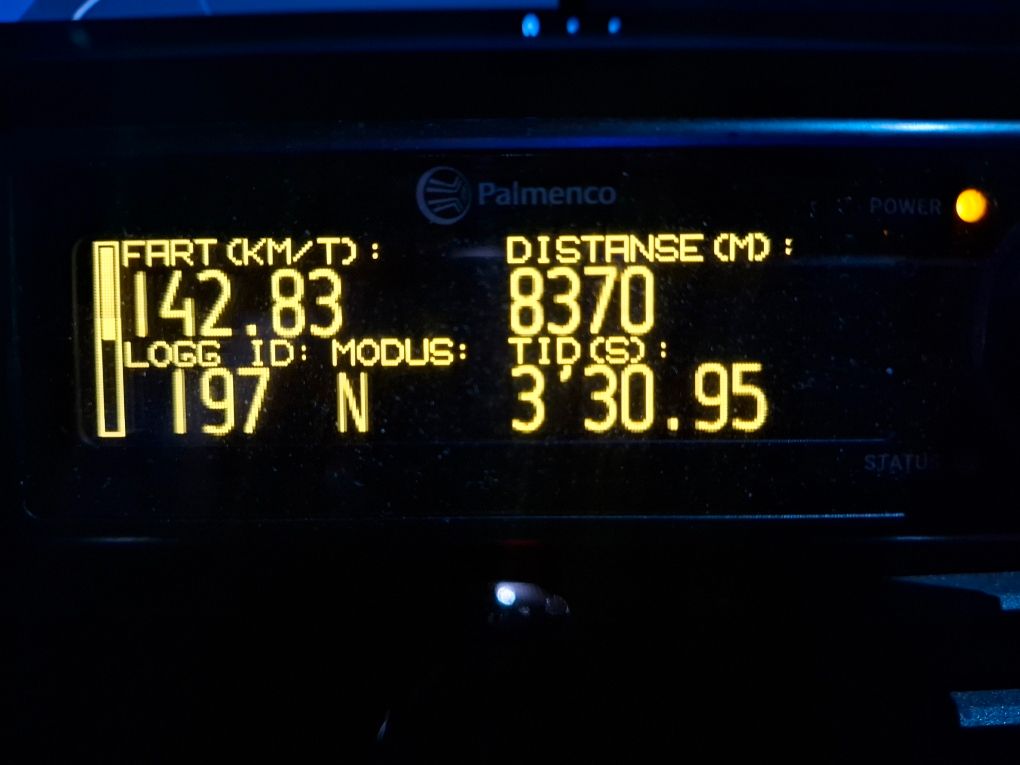 Palmenco
POWER
FART(KM/T): DISTANSE(M):
142.83 8370
LOGG ID: MODUS: TID(S):
197 N 3'30.95